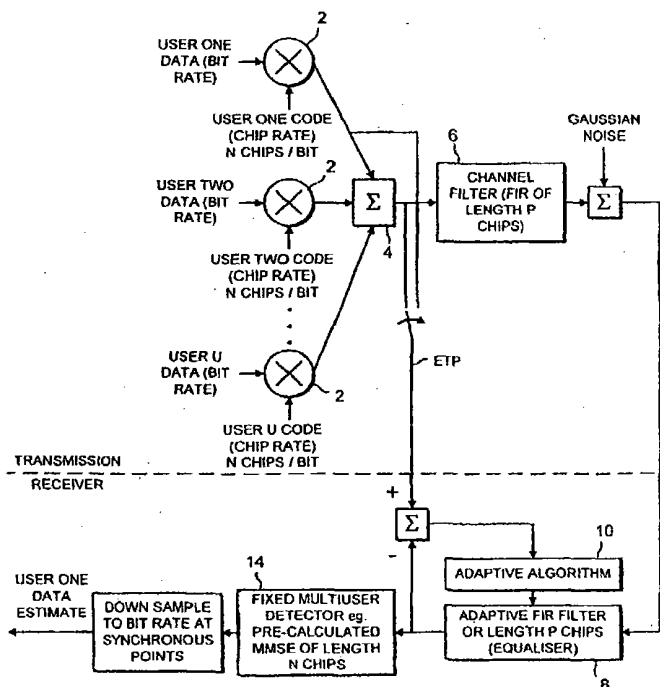 2
USER ONE
DATA (BIT
RATE)
USER ONE CODE
(CHIP RATE)
N CHIPS / BIT
GAUSSIAN
NOISE
6
CHANNEL
FILTER (FIR OF
LENGTH P
CHIPS)
Σ
2
USER TWO
DATA (BIT
RATE)
Σ
4
USER TWO CODE
(CHIP RATE)
N CHIPS / BIT
ETP
USER U
DATA (BIT
RATE)
2
USER U CODE
(CHIP RATE)
N CHIPS / BIT
TRANSMISSION
RECEIVER
+
Σ
-
10
ADAPTIVE ALGORITHM
ADAPTIVE FIR FILTER
OR LENGTH P CHIPS
(EQUALISER)
8
14
FIXED MULTIUSER
DETECTOR eg.
PRE-CALCULATED
MMSE OF LENGTH
N CHIPS
DOWN SAMPLE
TO BIT RATE AT
SYNCHRONOUS
POINTS
USER ONE
DATA
ESTIMATE